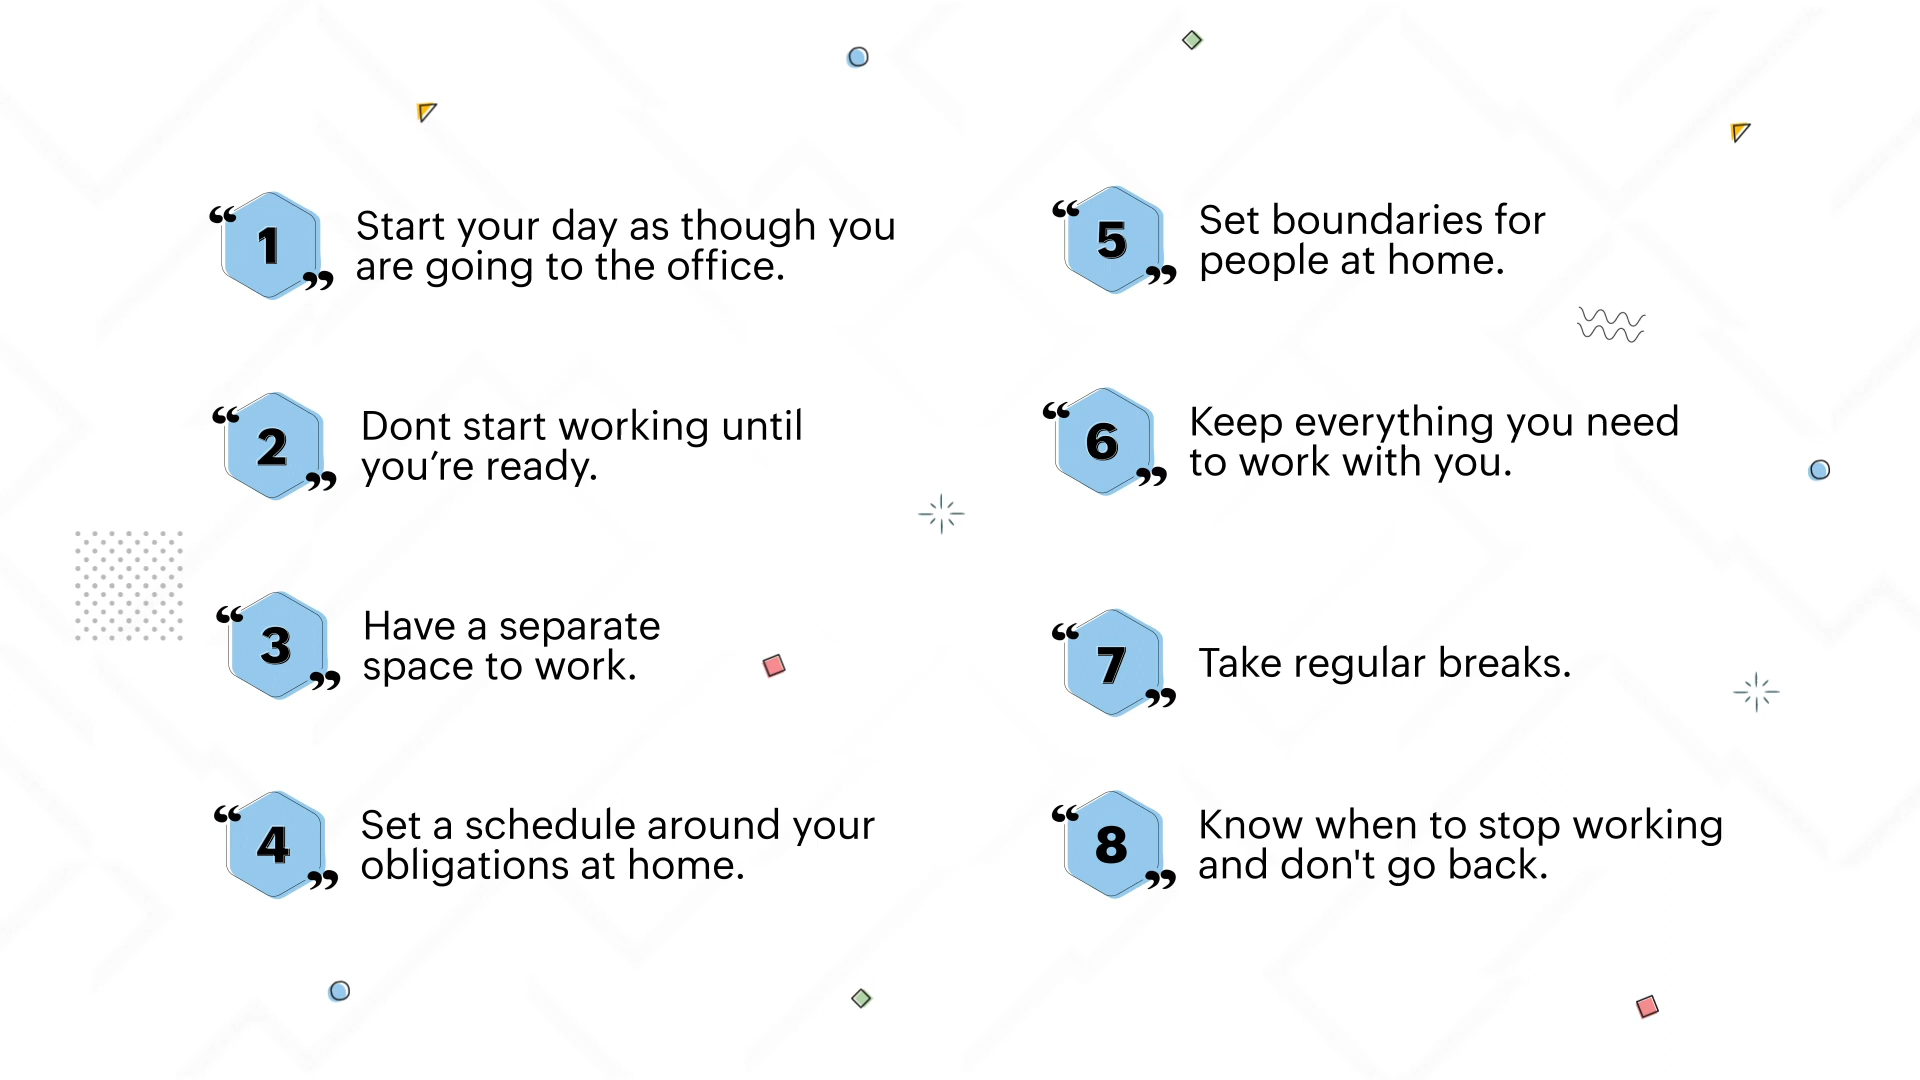 “1”
Start your day as though you
are going to the office.
“2”
Dont start working until
you’re ready.
“3”
Have a separate
space to work.
“4”
Set a schedule around your
obligations at home.
“5”
Set boundaries for
people at home.
“6”
Keep everything you need
to work with you.
“7”
Take regular breaks.
“8”
Know when to stop working
and don't go back.